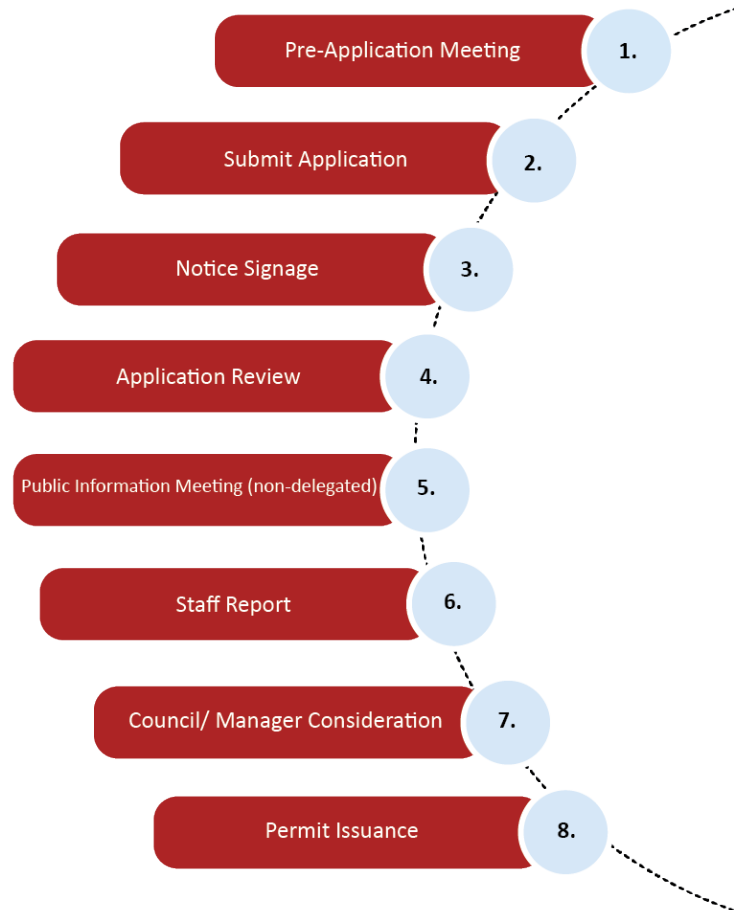 Pre-Application Meeting 1.
Submit Application 2.
Notice Signage 3.
Application Review 4.
Public Information Meeting (non-delegated) 5.
Staff Report 6.
Council/ Manager Consideration 7.
Permit Issuance 8.